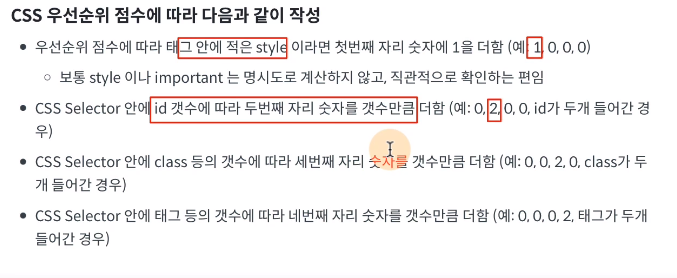 CSS 우선순위 점수에 따라 다음과 같이 작성
• 우선순위 점수에 따라 태그 안에 적은 style 이라면 첫번째 자리 숫자에 1을 더함 (예: 1, 0, 0, 0)
◦ 보통 style 이나 important 는 명시도로 계산하지 않고, 직관적으로 확인하는 편임
• CSS Selector 안에 id 갯수에 따라 두번째 자리 숫자를 갯수만큼 더함 (예: 0, 2, 0, 0, id가 두개 들어간 경
우)
• CSS Selector 안에 class 등의 갯수에 따라 세번째 자리 숫자를 갯수만큼 더함 (예: 0, 0, 2, 0, class가 두
개 들어간 경우)
• CSS Selector 안에 태그 등의 갯수에 따라 네번째 자리 숫자를 갯수만큼 더함 (예: 0, 0, 0, 2, 태그가 두개
들어간 경우)